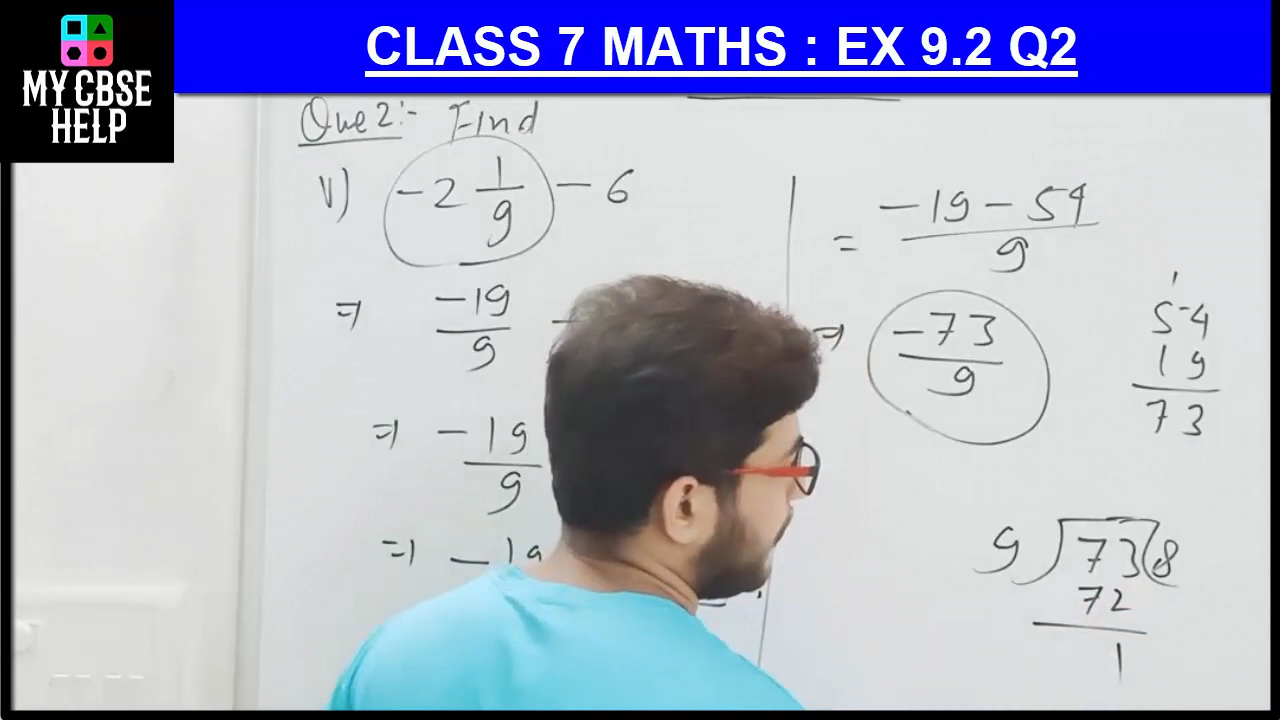 MY CBSE
HELP
CLASS 7 MATHS : EX 9.2 Q2
Que 2:- Find
V) -2 1/9 - 6
⇒ -19/9 -
⇒ -19/9
⇒ -19
= -19-54/9
⇒ -73/9
1
54
19
73
9) 73 (8
72
1